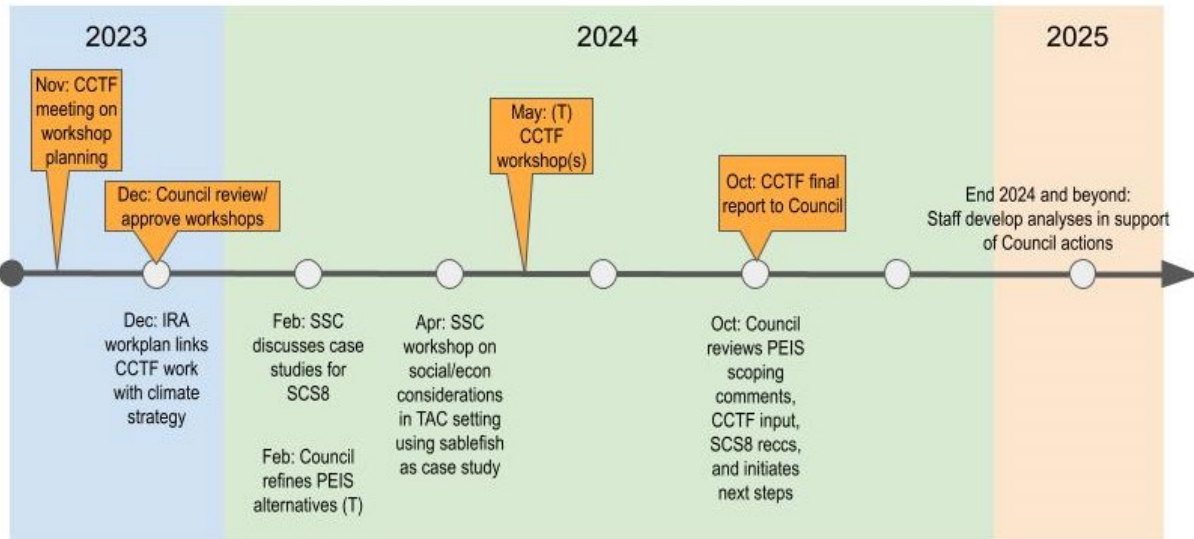 2023
2024
2025
Nov: CCTF
meeting on
workshop
planning
Dec: Council review/
approve workshops
May: (T)
CCTF
workshop(s)
Oct: CCTF final
report to Council
End 2024 and beyond:
Staff develop analyses in support
of Council actions
Dec: IRA
workplan links
CCTF work
with climate
strategy
Feb: SSC
discusses case
studies for
SCS8
Feb: Council
refines PEIS
alternatives (T)
Apr: SSC
workshop on
social/econ
considerations
in TAC setting
using sablefish
as case study
Oct: Council
reviews PEIS
scoping
comments,
CCTF input,
SCS8 reccs,
and initiates
next steps